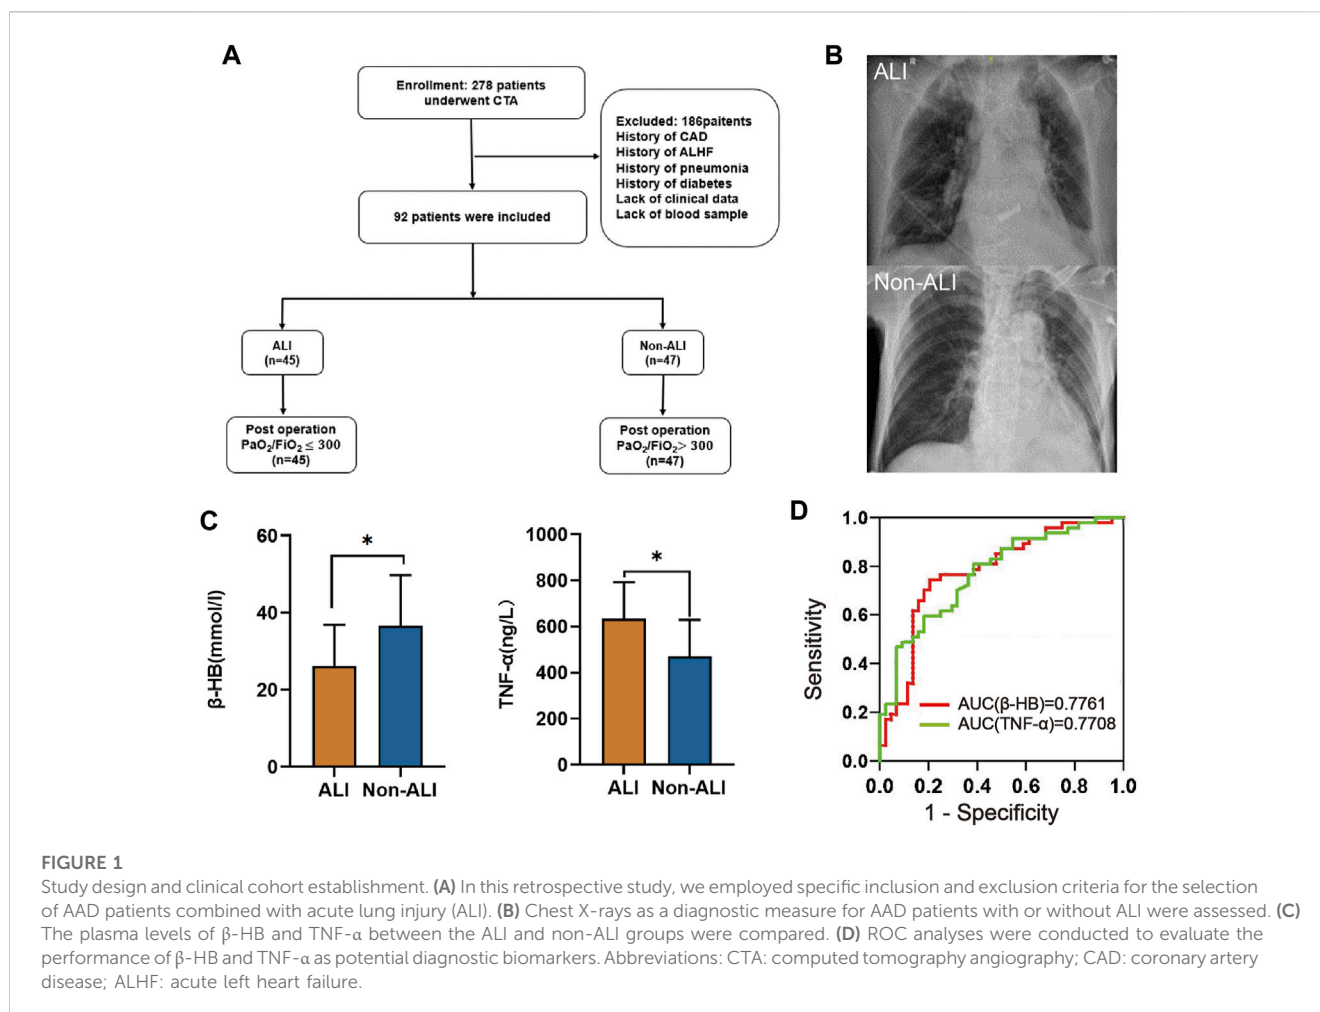 A
Enrollment: 278 patients
underwent CTA
Excluded: 186paitents
History of CAD
History of ALHF
History of pneumonia
History of diabetes
Lack of clinical data
Lack of blood sample
92 patients were included
ALI
(n=45)
Non-ALI
(n=47)
Post operation
PaO₂/FiO₂ ≤ 300
(n=45)
Post operation
PaO₂/FiO₂> 300
(n=47)
B
ALI
R
Non-ALI
C
β-HB(mmol/l)
60
40
20
0
*
ALI Non-ALI
TNF-α(ng/L)
1000
800
600
400
200
0
*
ALI Non-ALI
D
Sensitivity
1.0
0.8
0.6
0.4
0.2
0.0
AUC(β-HB)=0.7761
AUC(TNF-α)=0.7708
0.0 0.2 0.4 0.6 0.8 1.0
1 - Specificity
FIGURE 1
Study design and clinical cohort establishment. (A) In this retrospective study, we employed specific inclusion and exclusion criteria for the selection
of AAD patients combined with acute lung injury (ALI). (B) Chest X-rays as a diagnostic measure for AAD patients with or without ALI were assessed. (C)
The plasma levels of β-HB and TNF-α between the ALI and non-ALI groups were compared. (D) ROC analyses were conducted to evaluate the
performance of β-HB and TNF-α as potential diagnostic biomarkers. Abbreviations: CTA: computed tomography angiography; CAD: coronary artery
disease; ALHF: acute left heart failure.